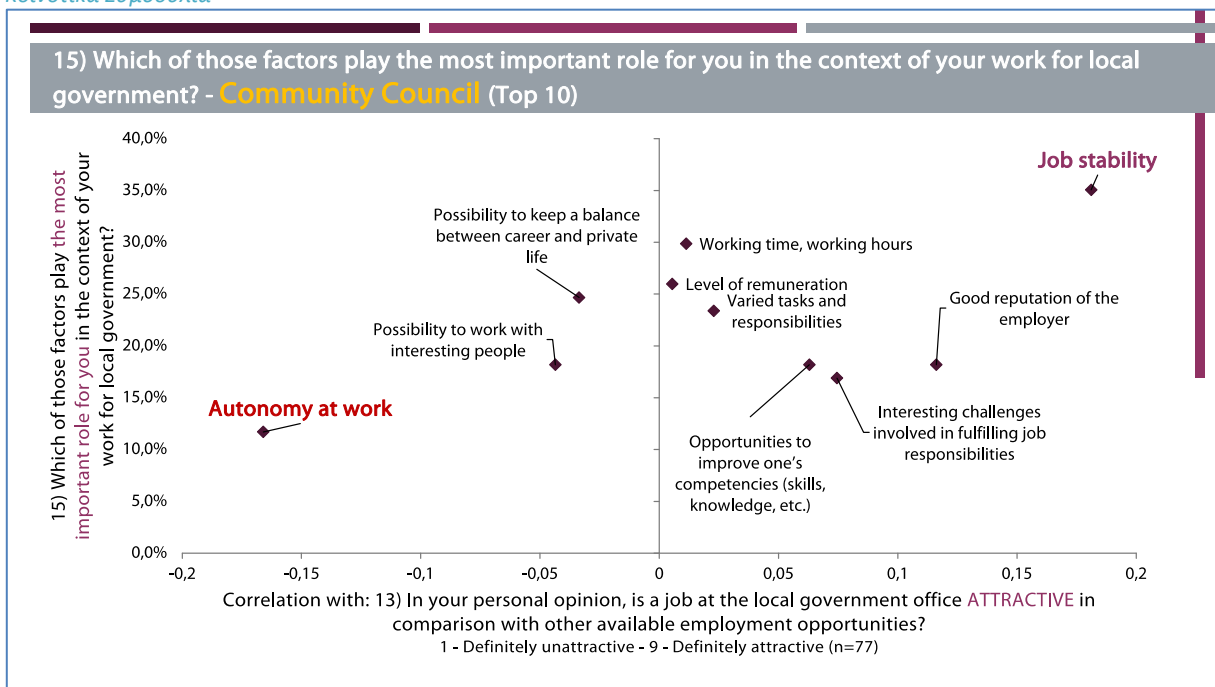 15) Which of those factors play the most important role for you in the context of your work for local
government? - Community Council (Top 10)
15) Which of those factors play the most
important role for you in the context of your
work for local government?
40,0%
35,0%
30,0%
25,0%
20,0%
15,0%
10,0%
5,0%
0,0%
Job stability
Possibility to keep a balance
between career and private
life
Working time, working hours
Level of remuneration
Varied tasks and
responsibilities
Good reputation of the
employer
Possibility to work with
interesting people
Autonomy at work
Opportunities to
improve one's
competencies (skills,
knowledge, etc.)
Interesting challenges
involved in fulfilling job
responsibilities
-0,2
-0,15
-0,1
-0,05
0
0,05
0,1
0,15
0,2
Correlation with: 13) In your personal opinion, is a job at the local government office ATTRACTIVE in
comparison with other available employment opportunities?
1 - Definitely unattractive - 9 - Definitely attractive (n=77)